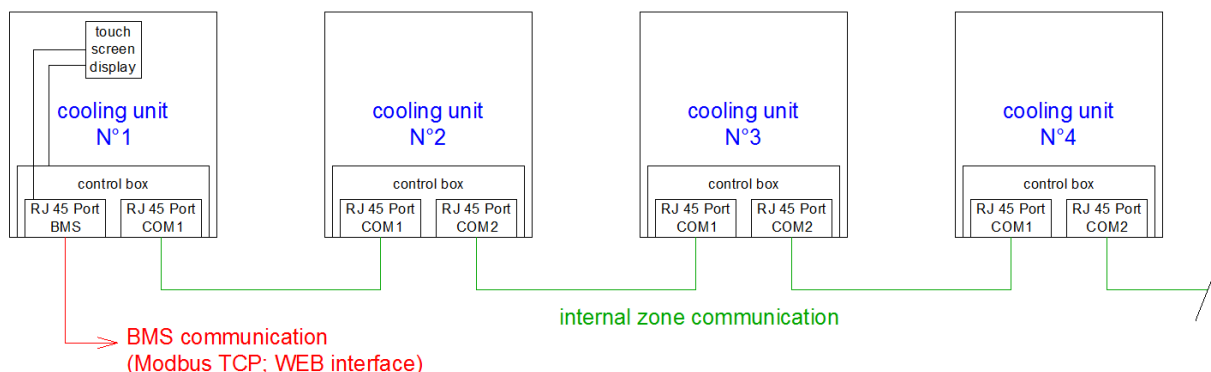 touch
screen
display
cooling unit
N°1
control box
RJ 45 Port
BMS
RJ 45 Port
COM1
cooling unit
N°2
control box
RJ 45 Port
COM1
RJ 45 Port
COM2
cooling unit
N°3
control box
RJ 45 Port
COM1
RJ 45 Port
COM2
cooling unit
N°4
control box
RJ 45 Port
COM1
RJ 45 Port
COM2
internal zone communication
BMS communication
(Modbus TCP; WEB interface)